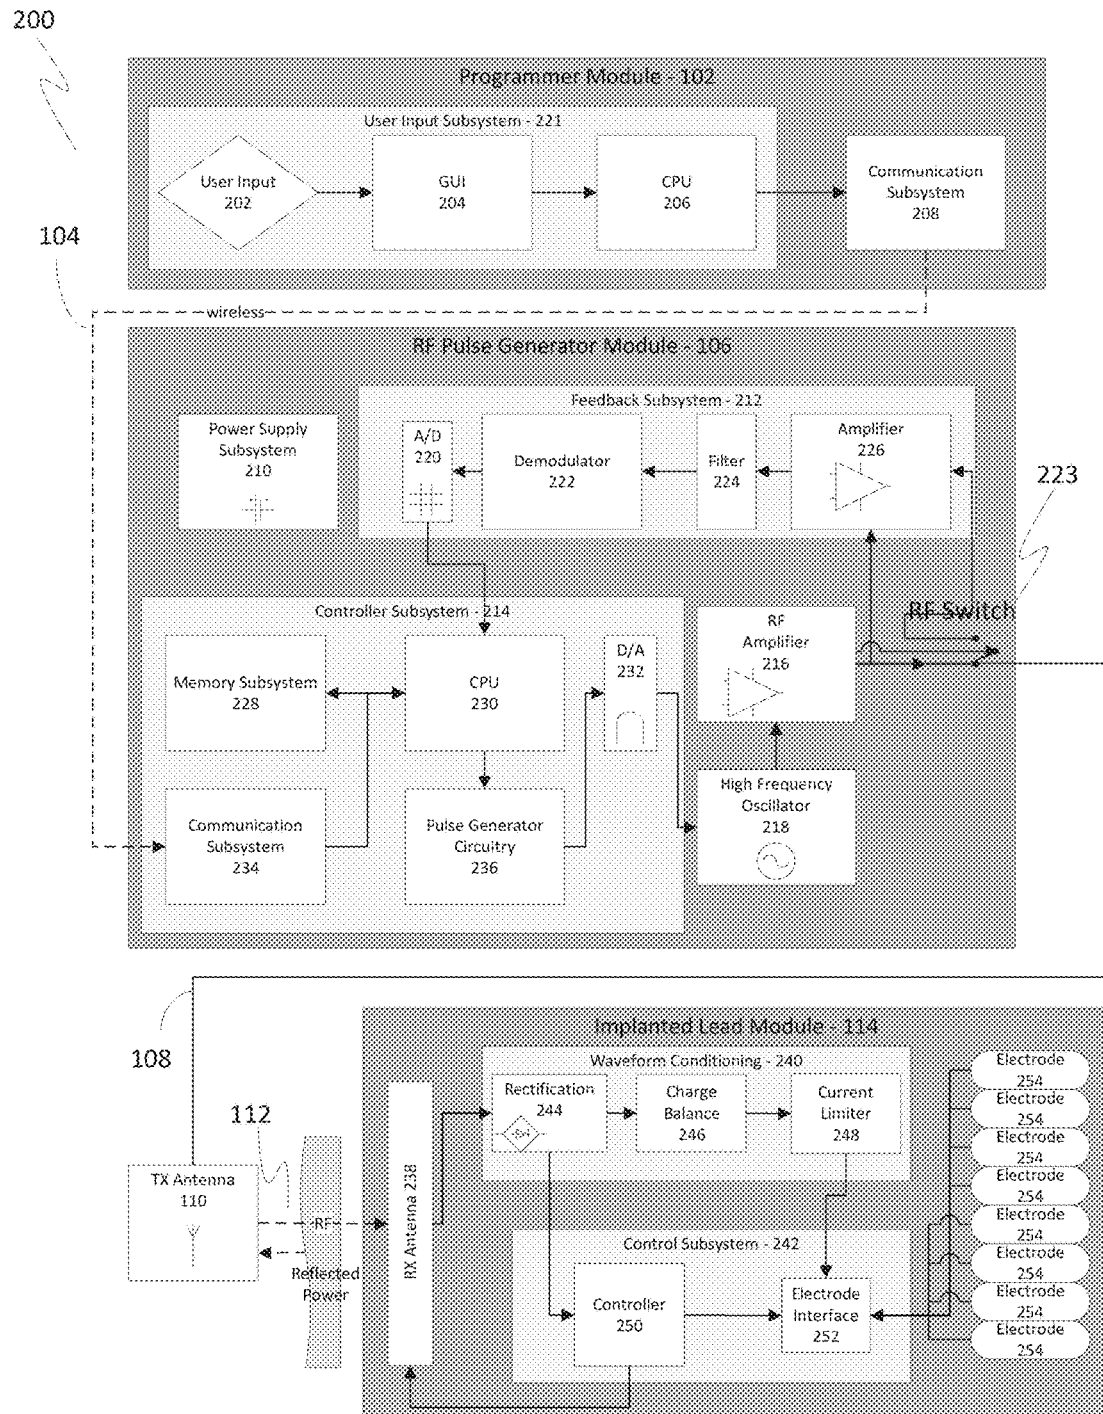 200
Programmer Module - 102
User Input Subsystem - 221
User Input
202
GUI
204
CPU
206
Communication
Subsystem
208
104
wireless
RF Pulse Generator Module - 106
Feedback Subsystem - 212
Power Supply
Subsystem
210
A/D
220
Demodulator
222
Filter
224
Amplifier
226
223
Controller Subsystem - 214
RF Switch
Memory Subsystem
228
CPU
230
D/A
232
RF
Amplifier
216
Communication
Subsystem
234
Pulse Generator
Circuitry
236
High Frequency
Oscillator
218
108
Implanted Lead Module - 114
Waveform Conditioning - 240
Rectification
244
Charge
Balance
246
Current
Limiter
248
Electrode
254
Electrode
254
Electrode
254
Electrode
254
Electrode
254
Electrode
254
Electrode
254
Electrode
254
112
TX Antenna
110
RF
Reflected
Power
RX Antenna 238
Control Subsystem - 242
Controller
250
Electrode
Interface
252